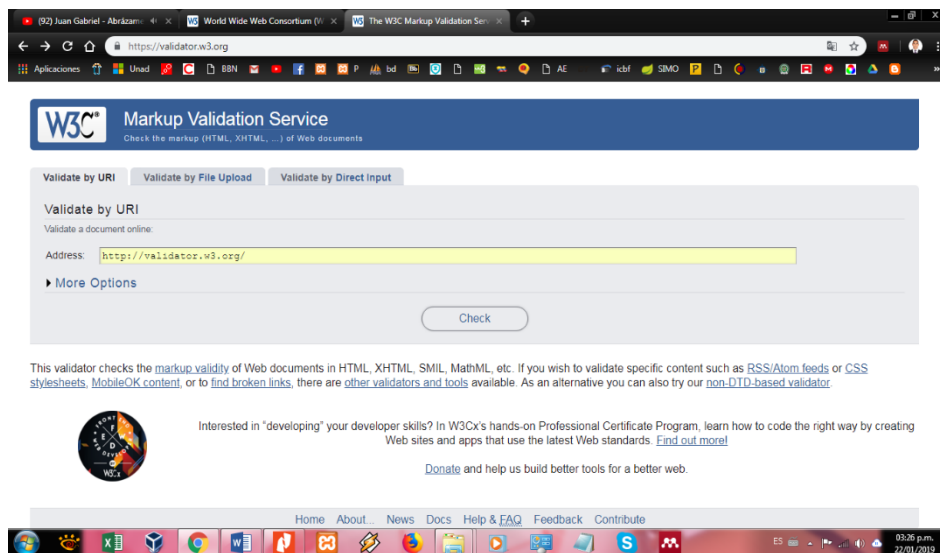 (92) Juan Gabriel - Abrázame
World Wide Web Consortium (W
The W3C Markup Validation Serv
https://validator.w3.org
Aplicaciones
Unad
BBN
P
bd
AE
icbf
SIMO
W3C®
Markup Validation Service
Check the markup (HTML, XHTML, ...) of Web documents
Validate by URI
Validate by File Upload
Validate by Direct Input
Validate by URI
Validate a document online:
Address:
http://validator.w3.org/
More Options
Check
This validator checks the markup validity of Web documents in HTML, XHTML, SMIL, MathML, etc. If you wish to validate specific content such as RSS/Atom feeds or CSS
stylesheets, MobileOK content, or to find broken links, there are other validators and tools available. As an alternative you can also try our non-DTD-based validator.
FRONT END
WEB DEVELOPER
W3Cx
Interested in "developing" your developer skills? In W3Cx's hands-on Professional Certificate Program, learn how to code the right way by creating
Web sites and apps that use the latest Web standards. Find out more!
Donate and help us build better tools for a better web.
Home About... News Docs Help & FAQ Feedback Contribute
ES
03:26 p.m.
22/01/2019